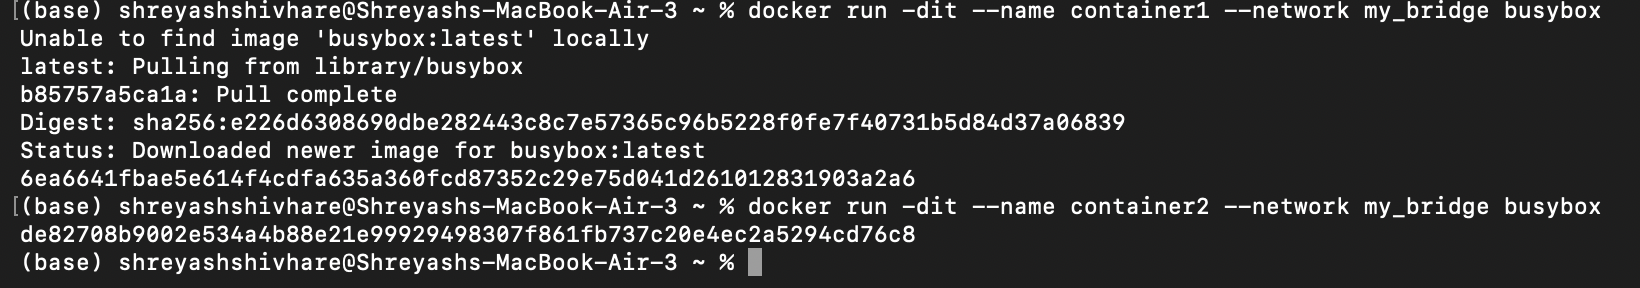 [(base) shreyashshivhare@Shreyashs-MacBook-Air-3 ~ % docker run -dit --name container1 --network my_bridge busybox
Unable to find image 'busybox:latest' locally
latest: Pulling from library/busybox
b85757a5ca1a: Pull complete
Digest: sha256:e226d6308690dbe282443c8c7e57365c96b5228f0fe7f40731b5d84d37a06839
Status: Downloaded newer image for busybox:latest
6ea6641fbae5e614f4cdfa635a360fcd87352c29e75d041d261012831903a2a6
[(base) shreyashshivhare@Shreyashs-MacBook-Air-3 ~ % docker run -dit --name container2 --network my_bridge busybox
de82708b9002e534a4b88e21e99929498307f861fb737c20e4ec2a5294cd76c8
(base) shreyashshivhare@Shreyashs-MacBook-Air-3 ~ %